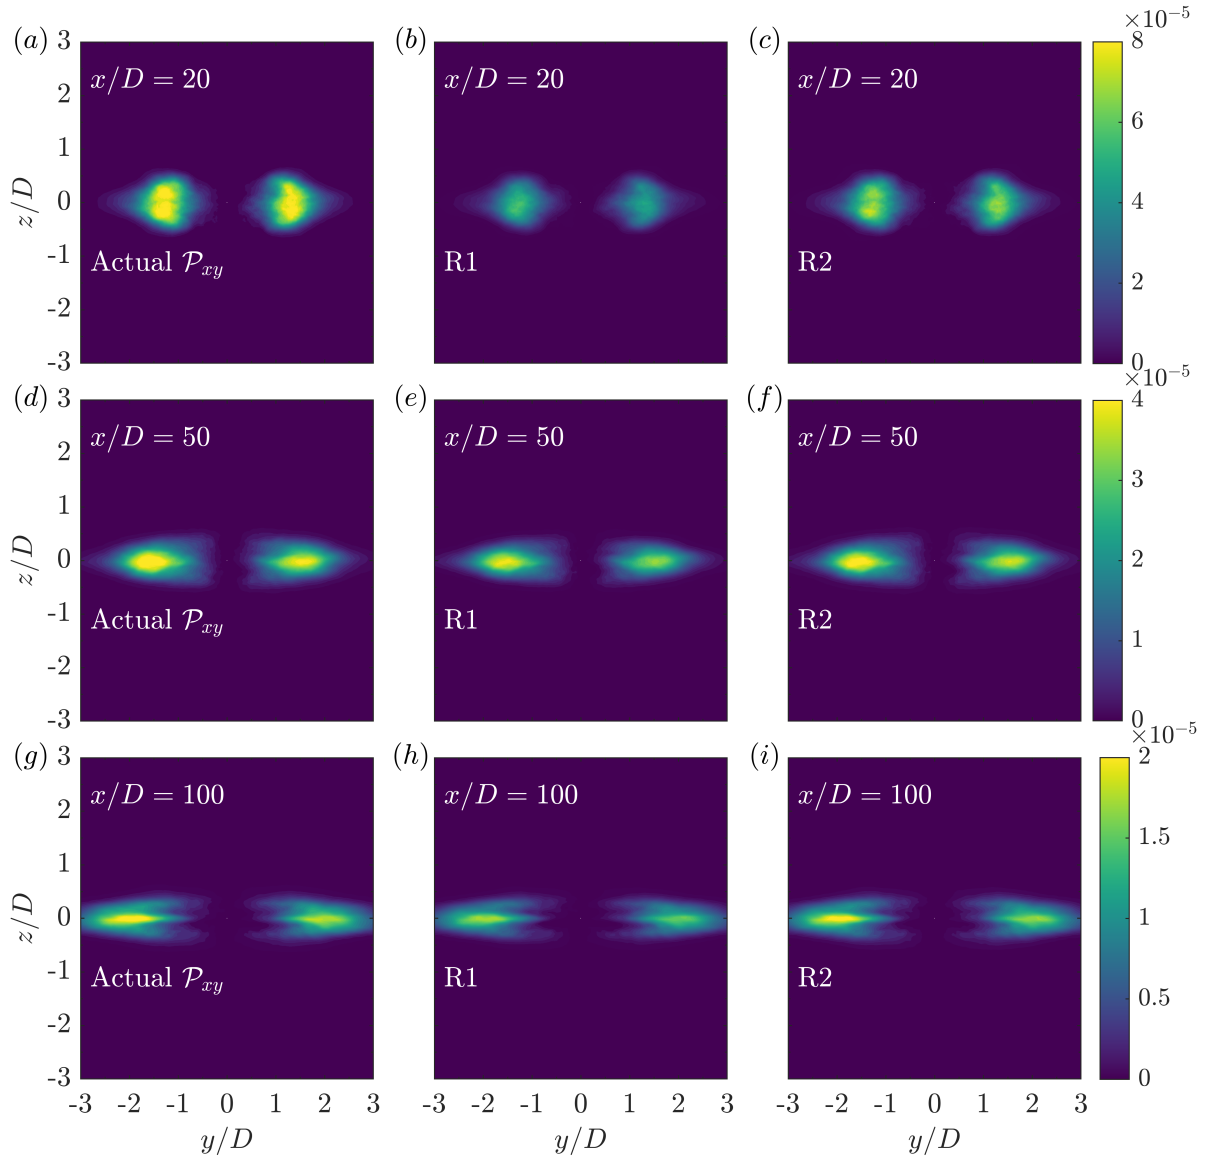 (a) (b) (c) ×10⁻⁵
3 8
x/D = 20 x/D = 20 x/D = 20
2 6
1
z/D 0 4
-1
Actual 𝒫xy R1 R2
-2 2
-3 0
(d) (e) (f) ×10⁻⁵
3 4
x/D = 50 x/D = 50 x/D = 50
2 3
1
z/D 0 2
-1
Actual 𝒫xy R1 R2
-2 1
-3 0
(g) (h) (i) ×10⁻⁵
3 2
x/D = 100 x/D = 100 x/D = 100
2 1.5
1
z/D 0 1
-1
Actual 𝒫xy R1 R2
-2 0.5
-3 0
-3 -2 -1 0 1 2 3 -3 -2 -1 0 1 2 3 -3 -2 -1 0 1 2 3
y/D y/D y/D